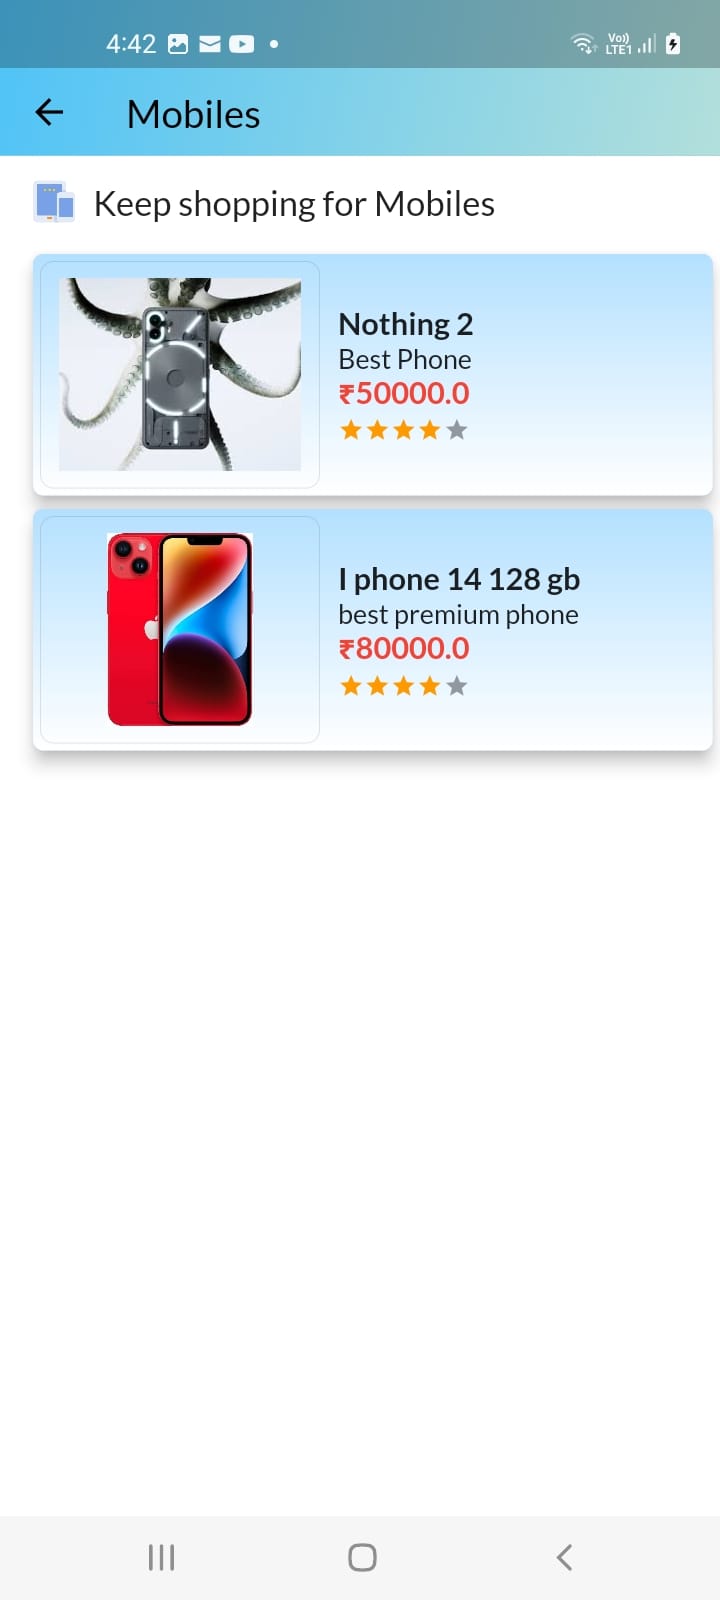 4:42
Vo))
LTE1
Mobiles
Keep shopping for Mobiles
Nothing 2
Best Phone
₹50000.0
I phone 14 128 gb
best premium phone
₹80000.0